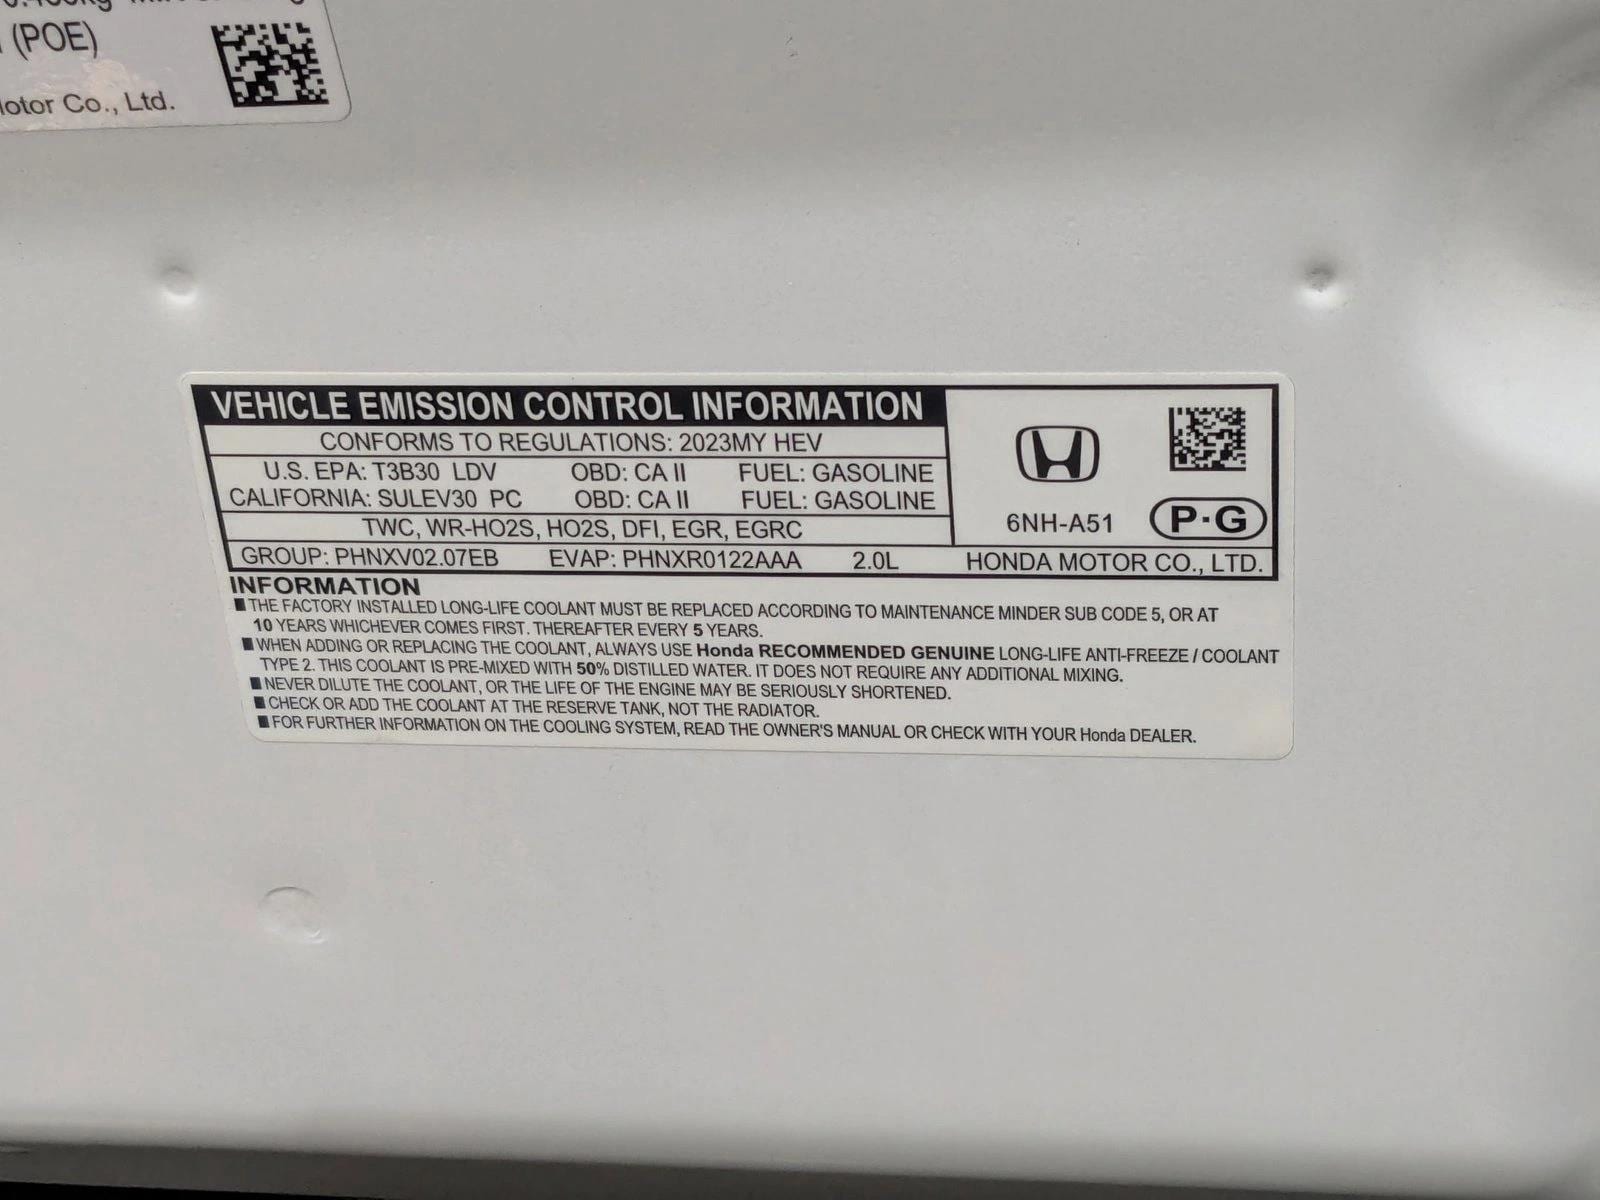 (POE)
Motor Co., Ltd.
VEHICLE EMISSION CONTROL INFORMATION
CONFORMS TO REGULATIONS: 2023MY HEV
U.S. EPA: T3B30 LDV OBD: CA II FUEL: GASOLINE
CALIFORNIA: SULEV30 PC OBD: CA II FUEL: GASOLINE
TWC, WR-HO2S, HO2S, DFI, EGR, EGRC
6NH-A51 P·G
GROUP: PHNXV02.07EB EVAP: PHNXR0122AAA 2.0L HONDA MOTOR CO., LTD.
INFORMATION
■ THE FACTORY INSTALLED LONG-LIFE COOLANT MUST BE REPLACED ACCORDING TO MAINTENANCE MINDER SUB CODE 5, OR AT
10 YEARS WHICHEVER COMES FIRST. THEREAFTER EVERY 5 YEARS.
■ WHEN ADDING OR REPLACING THE COOLANT, ALWAYS USE Honda RECOMMENDED GENUINE LONG-LIFE ANTI-FREEZE / COOLANT
TYPE 2. THIS COOLANT IS PRE-MIXED WITH 50% DISTILLED WATER. IT DOES NOT REQUIRE ANY ADDITIONAL MIXING.
■ NEVER DILUTE THE COOLANT, OR THE LIFE OF THE ENGINE MAY BE SERIOUSLY SHORTENED.
■ CHECK OR ADD THE COOLANT AT THE RESERVE TANK, NOT THE RADIATOR.
■ FOR FURTHER INFORMATION ON THE COOLING SYSTEM, READ THE OWNER'S MANUAL OR CHECK WITH YOUR Honda DEALER.